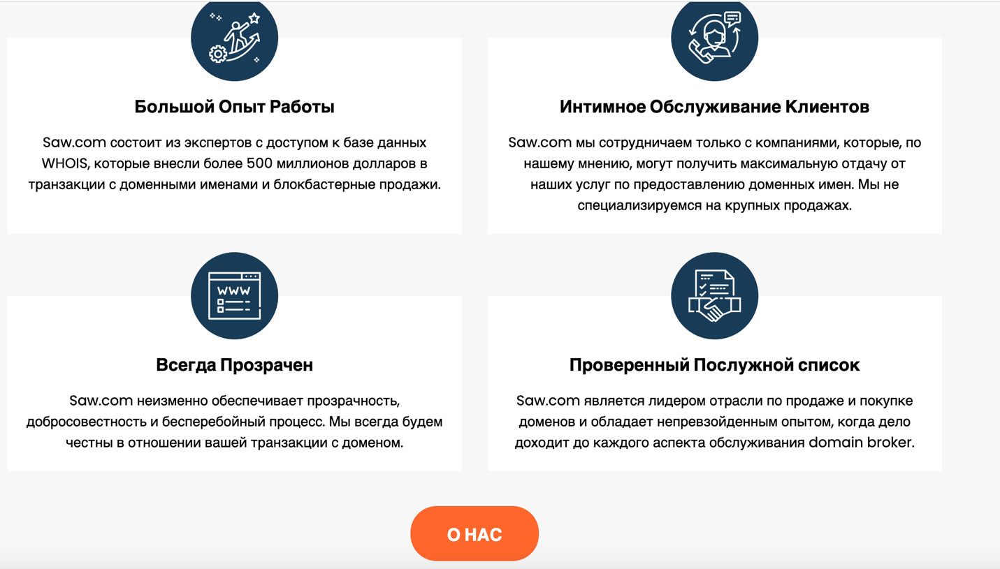 Большой Опыт Работы
Saw.com состоит из экспертов с доступом к базе данных
WHOIS, которые внесли более 500 миллионов долларов в
транзакции с доменными именами и блокбастерные продажи.
Интимное Обслуживание Клиентов
Saw.com мы сотрудничаем только с компаниями, которые, по
нашему мнению, могут получить максимальную отдачу от
наших услуг по предоставлению доменных имен. Мы не
специализируемся на крупных продажах.
WWW
Всегда Прозрачен
Saw.com неизменно обеспечивает прозрачность,
добросовестность и бесперебойный процесс. Мы всегда будем
честны в отношении вашей транзакции с доменом.
Проверенный Послужной список
Saw.com является лидером отрасли по продаже и покупке
доменов и обладает непревзойденным опытом, когда дело
доходит до каждого аспекта обслуживания domain broker.
О НАС